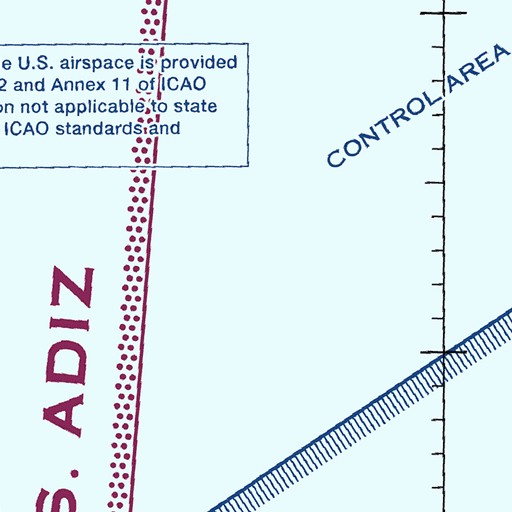 e U.S. airspace is provided
2 and Annex 11 of ICAO
on not applicable to state
ICAO standards and
CONTROL AREA
S. ADIZ